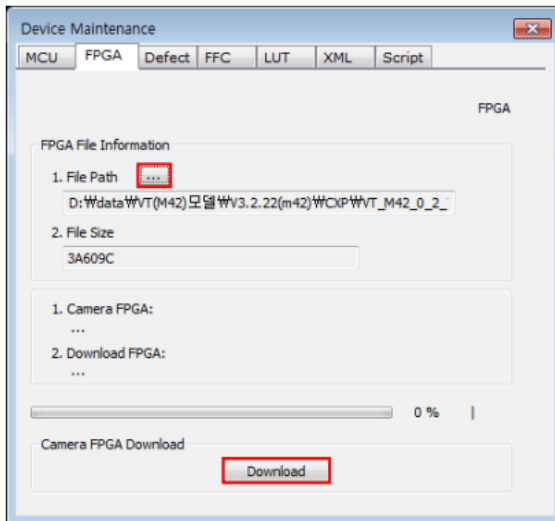 Device Maintenance
MCU FPGA Defect FFC LUT XML Script
FPGA
FPGA File Information
1. File Path ...
D:₩data₩VT(M42)모델₩V3.2.22(m42)₩CXP₩VT_M42_0_2_
2. File Size
3A609C
1. Camera FPGA:
...
2. Download FPGA:
...
0 % |
Camera FPGA Download
Download